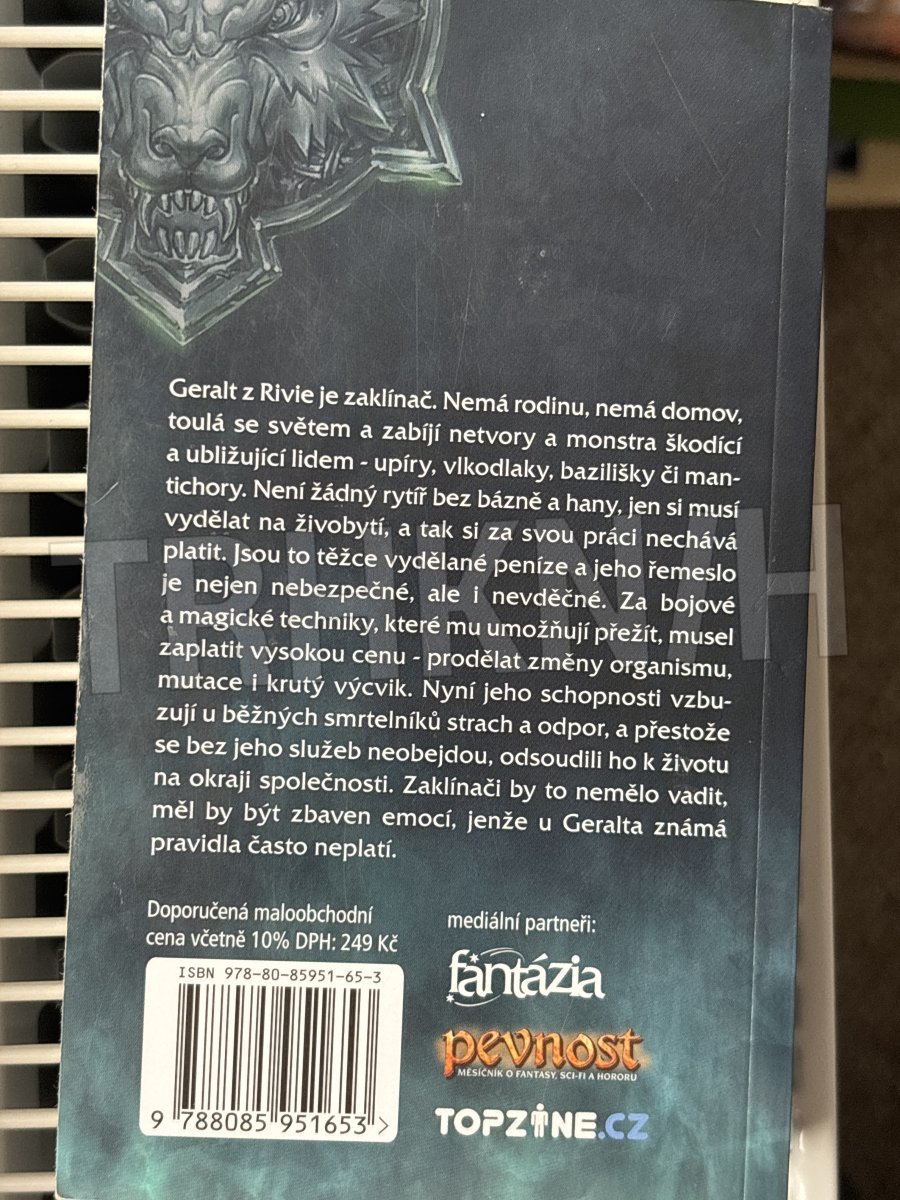 Geralt z Rivie je zaklínač. Nemá rodinu, nemá domov,
toulá se světem a zabíjí netvory a monstra škodící
a ubližující lidem - upíry, vlkodlaky, bazilišky či man-
tichory. Není žádný rytíř bez bázně a hany, jen si musí
vydělat na živobytí, a tak si za svou práci nechává
platit. Jsou to těžce vydělané peníze a jeho řemeslo
je nejen nebezpečné, ale i nevděčné. Za bojové
a magické techniky, které mu umožňují přežít, musel
zaplatit vysokou cenu - prodělat změny organismu,
mutace i krutý výcvik. Nyní jeho schopnosti vzbu-
zují u běžných smrtelníků strach a odpor, a přestože
se bez jeho služeb neobejdou, odsoudili ho k životu
na okraji společnosti. Zaklínači by to nemělo vadit,
měl by být zbaven emocí, jenže u Geralta známá
pravidla často neplatí.
Doporučená maloobchodní
cena včetně 10% DPH: 249 Kč
ISBN 978-80-85951-65-3
9 788085 951653 >
mediální partneři:
fantázia
pevnost
MĚSÍČNÍK O FANTASY, SCI-FI A HORORU
TOPZINE.CZ